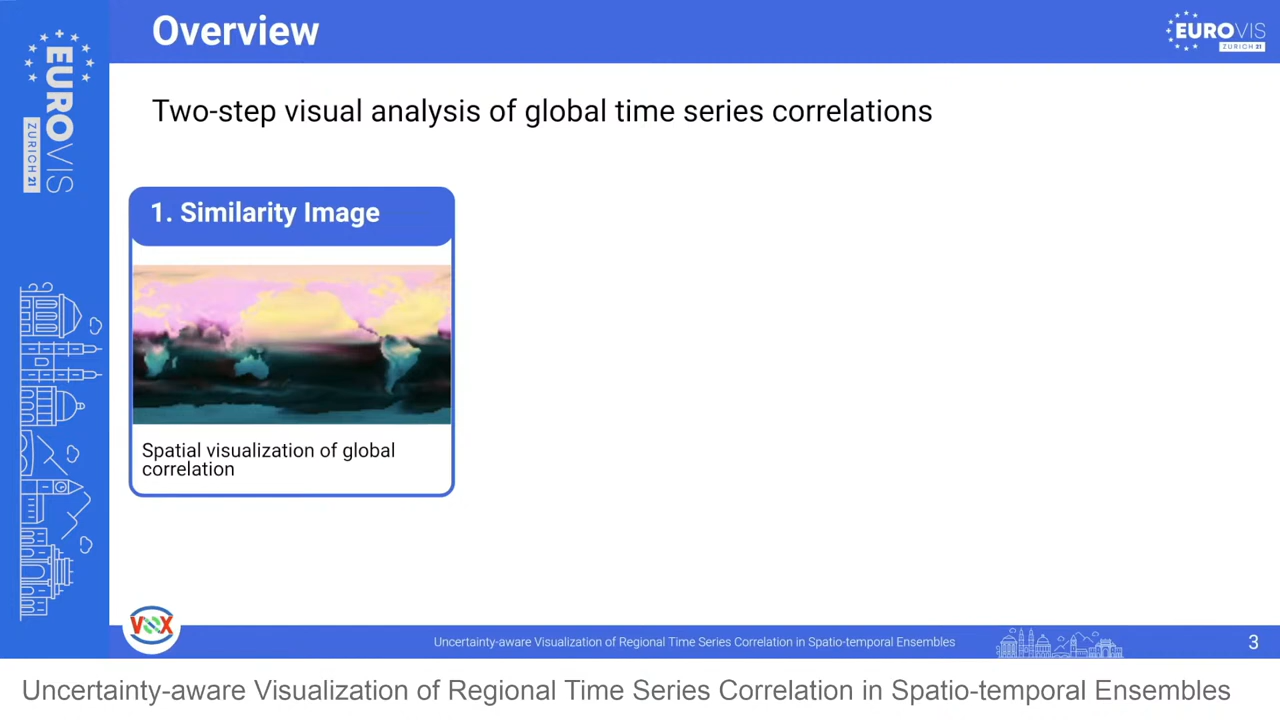 Overview
EUROVIS
ZURICH 21
EUROVIS
ZURICH 21
Two-step visual analysis of global time series correlations
1. Similarity Image
Spatial visualization of global
correlation
VOX
Uncertainty-aware Visualization of Regional Time Series Correlation in Spatio-temporal Ensembles
3
Uncertainty-aware Visualization of Regional Time Series Correlation in Spatio-temporal Ensembles